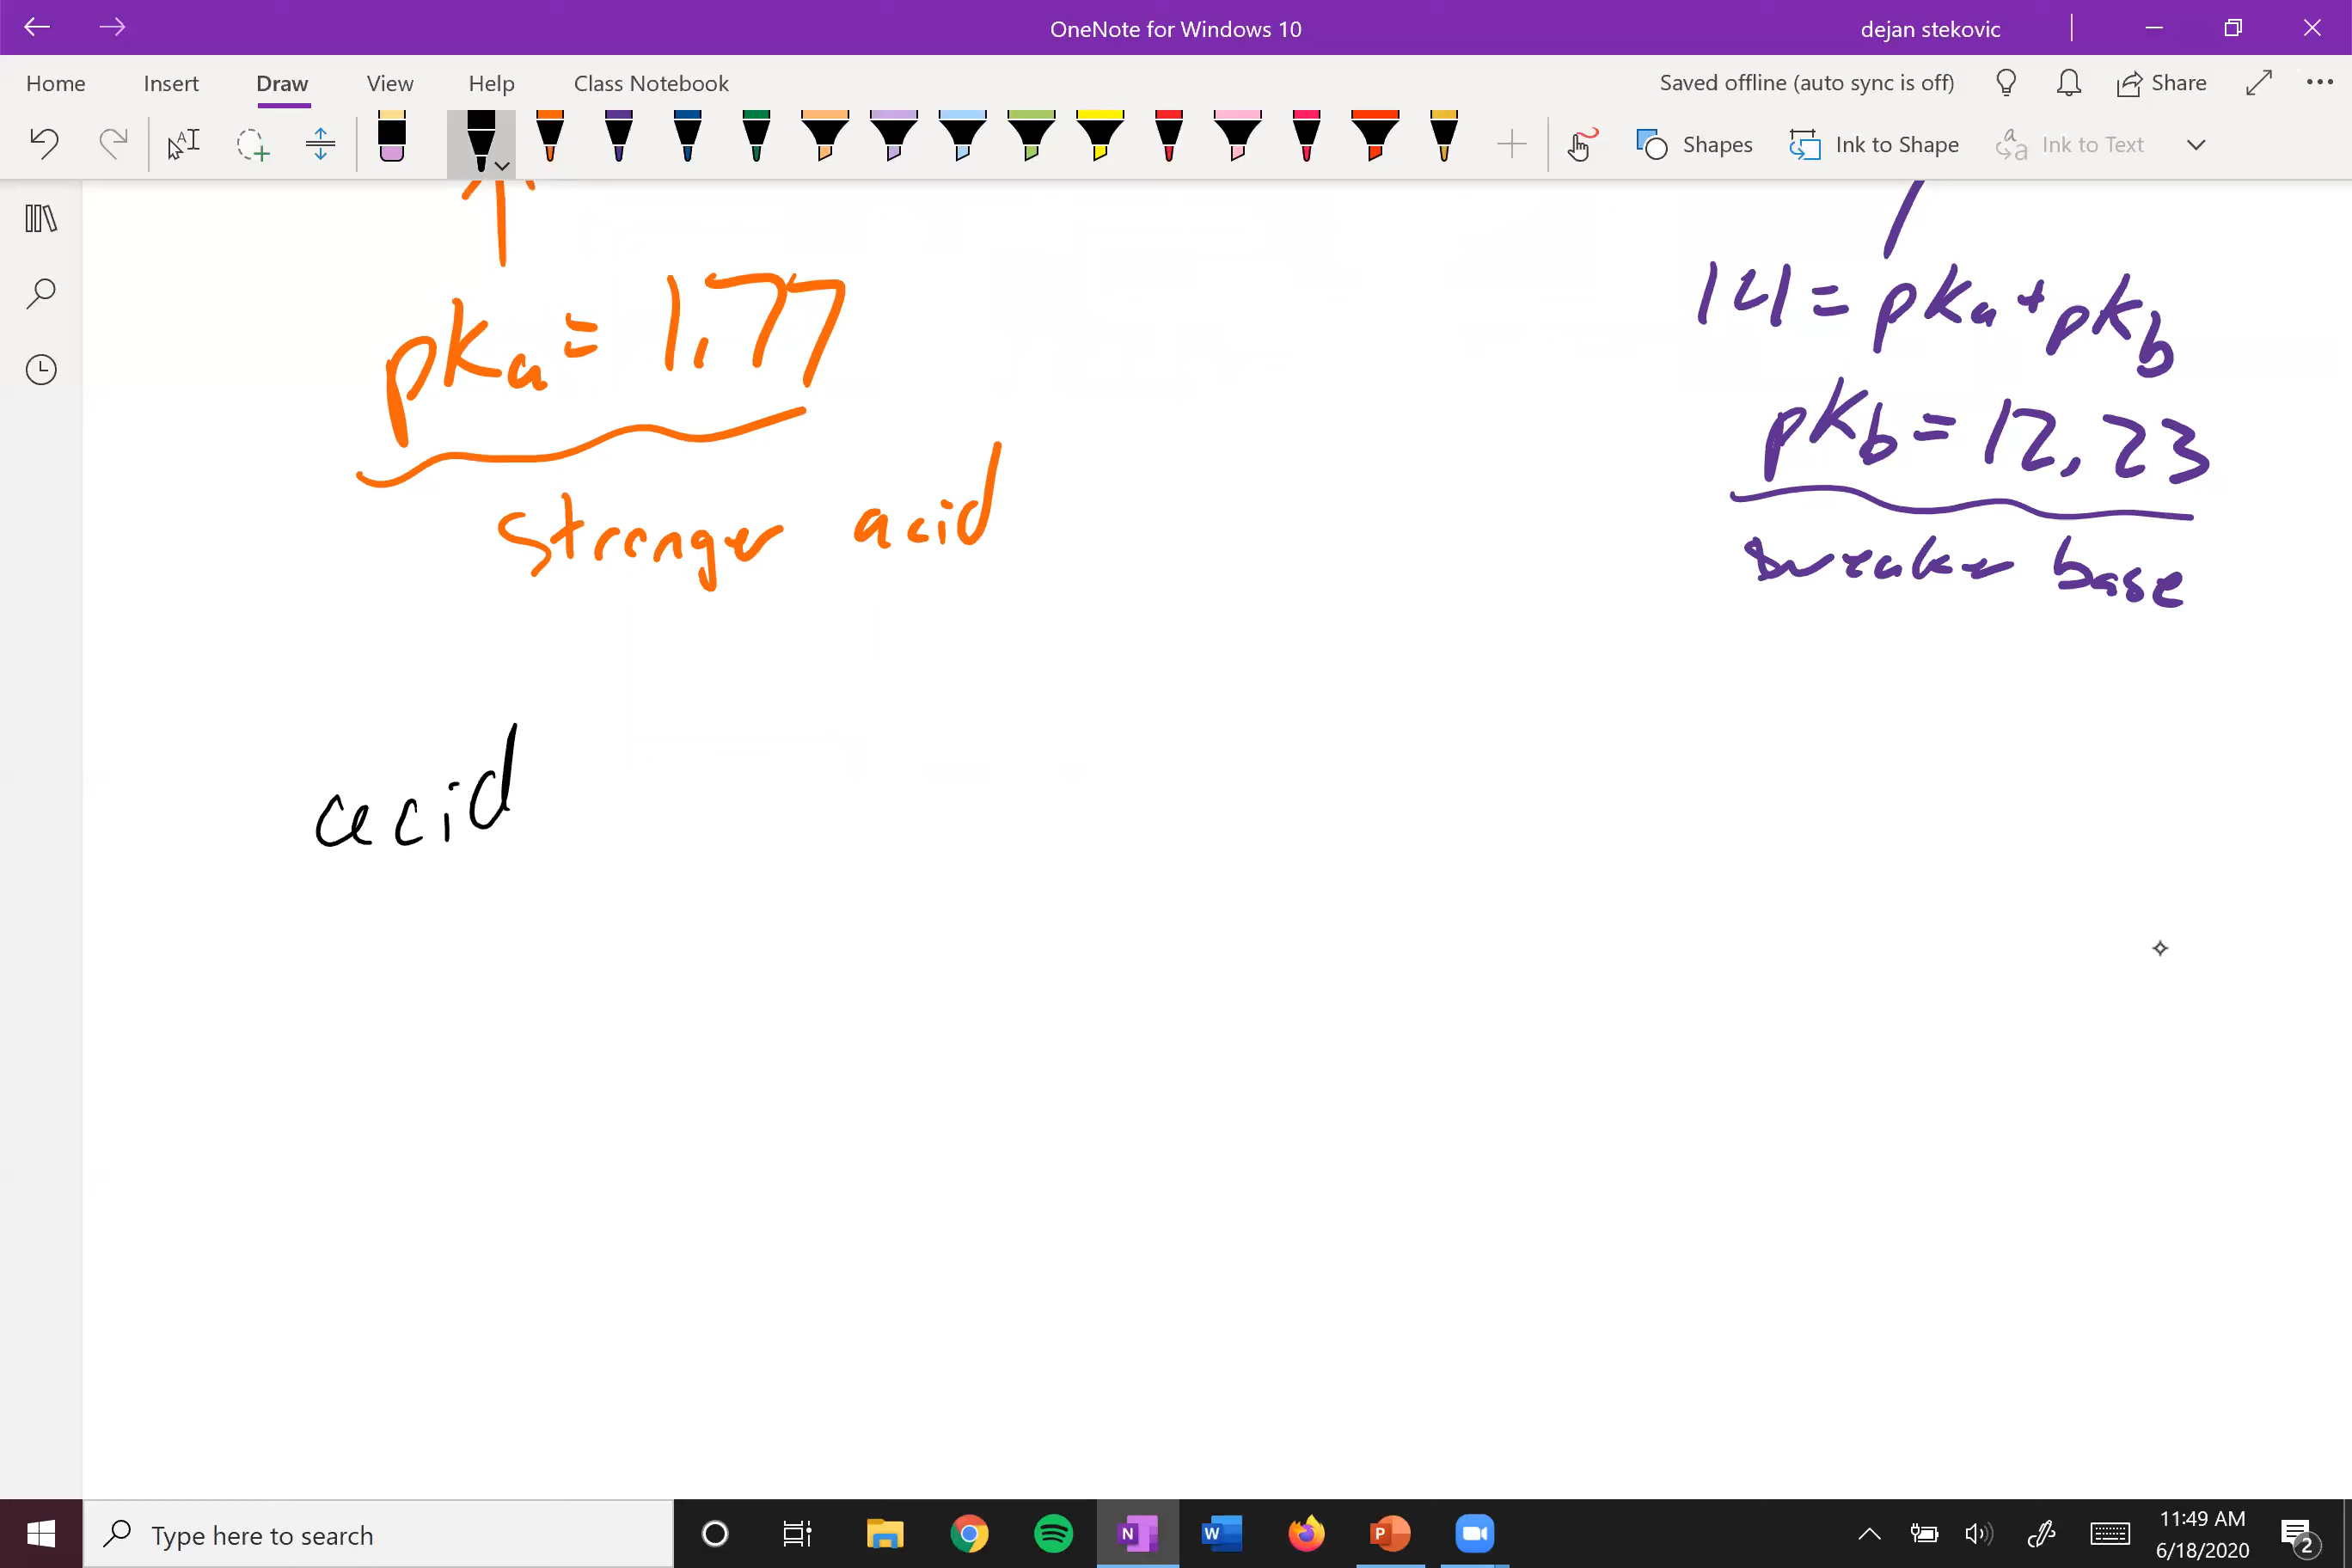 OneNote for Windows 10
dejan stekovic
Home Insert Draw View Help Class Notebook
Saved offline (auto sync is off) Share
Shapes Ink to Shape Ink to Text
pka = 1.77
stronger acid
14 = pka + pkb
pkb = 12.23
weaker base
acid
Type here to search
11:49 AM
6/18/2020
2